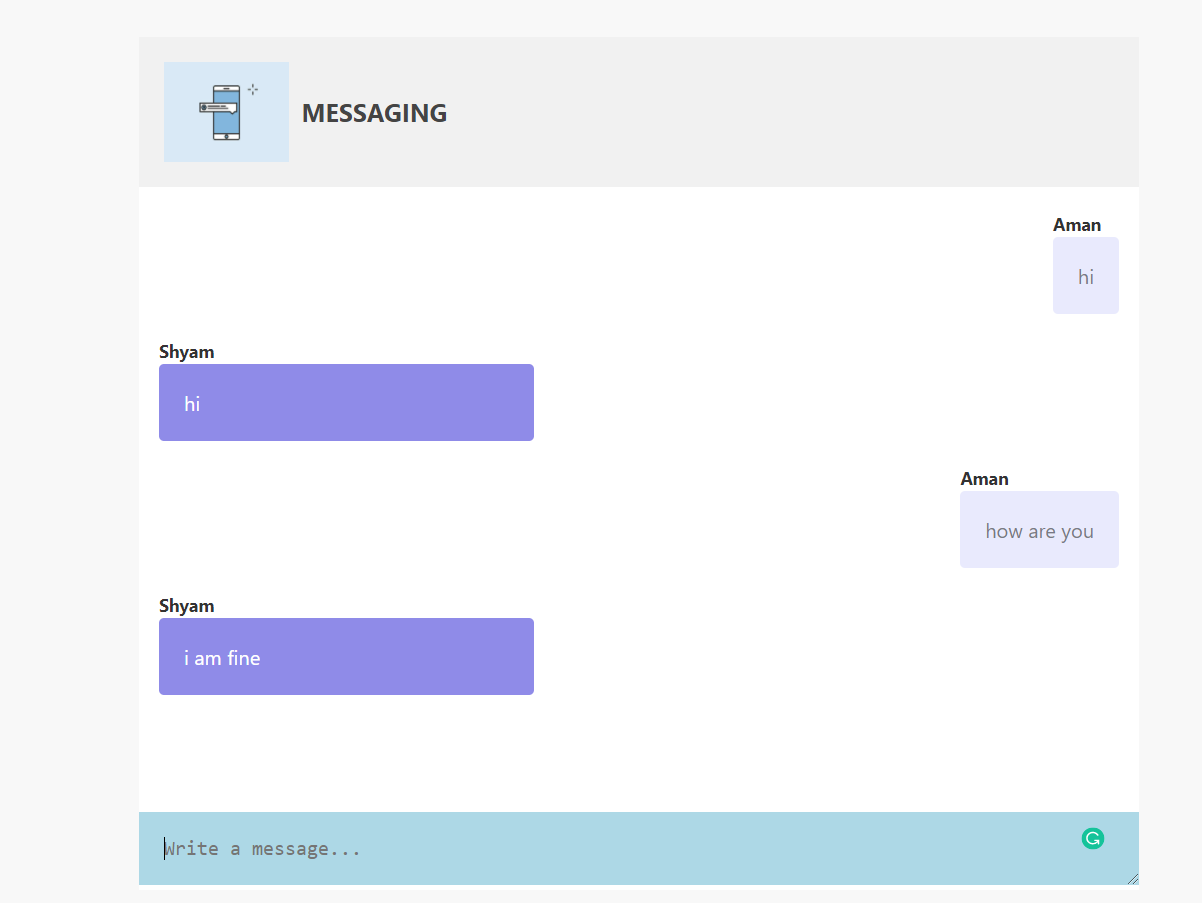 MESSAGING
Aman
hi
Shyam
hi
Aman
how are you
Shyam
i am fine
Write a message...